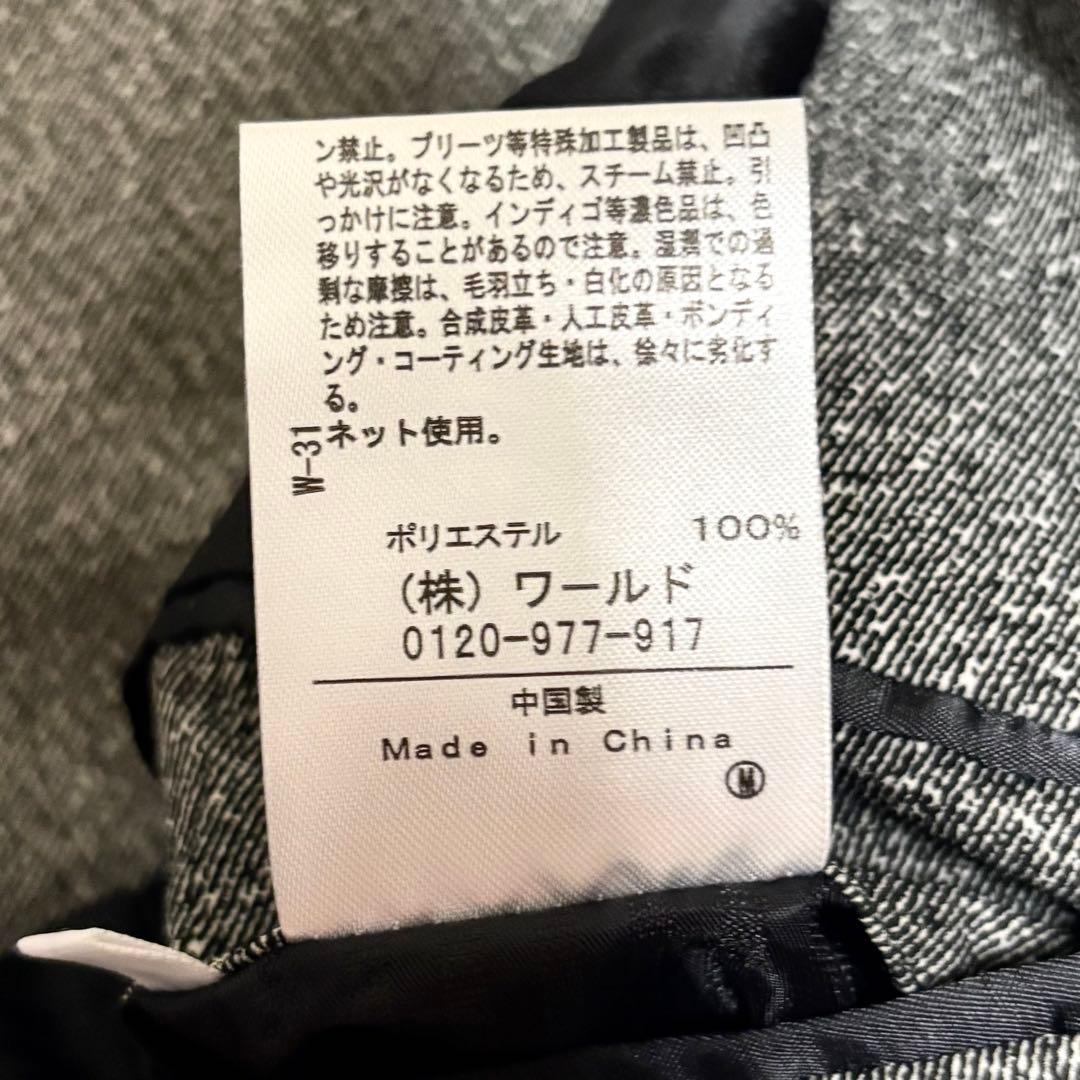 ン禁止。プリーツ等特殊加工製品は、凹凸
や光沢がなくなるため、スチーム禁止。引
っかけに注意。インディゴ等濃色品は、色
移りすることがあるので注意。湿潤での過
剰な摩擦は、毛羽立ち・白化の原因となる
ため注意。合成皮革・人工皮革・ボンディ
ング・コーティング生地は、徐々に劣化す
る。
ネット使用。
W-31
ポリエステル 100%
(株) ワールド
0120-977-917
中国製
Made in China
Ⓜ